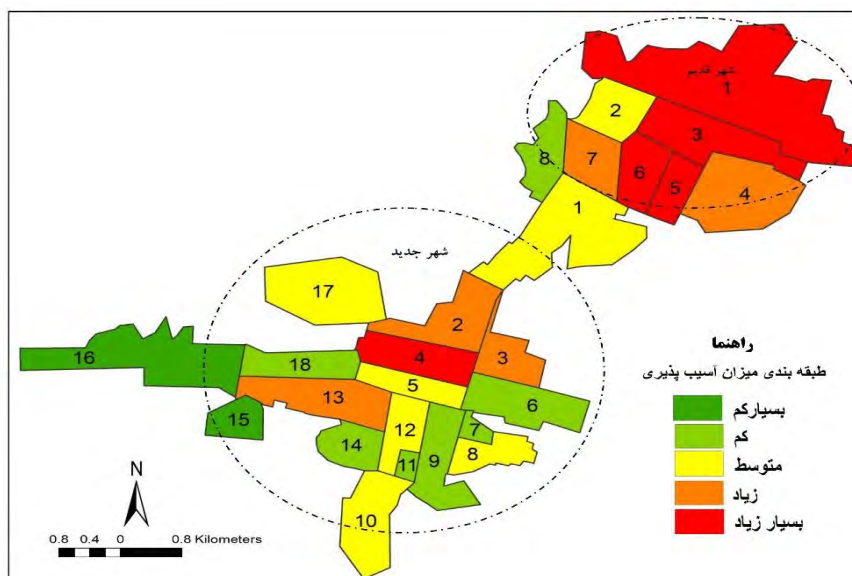 شهر قدیم
1
2
3
8
7
6
5
4
1
شهر جدید
17
2
4
3
16
18
5
6
13
15
12
7
14
9
8
11
10
راهنما
طبقه بندی میزان آسیب پذیری
بسیارکم
کم
متوسط
زیاد
بسیار زیاد
N
0.8 0.4 0 0.8 Kilometers